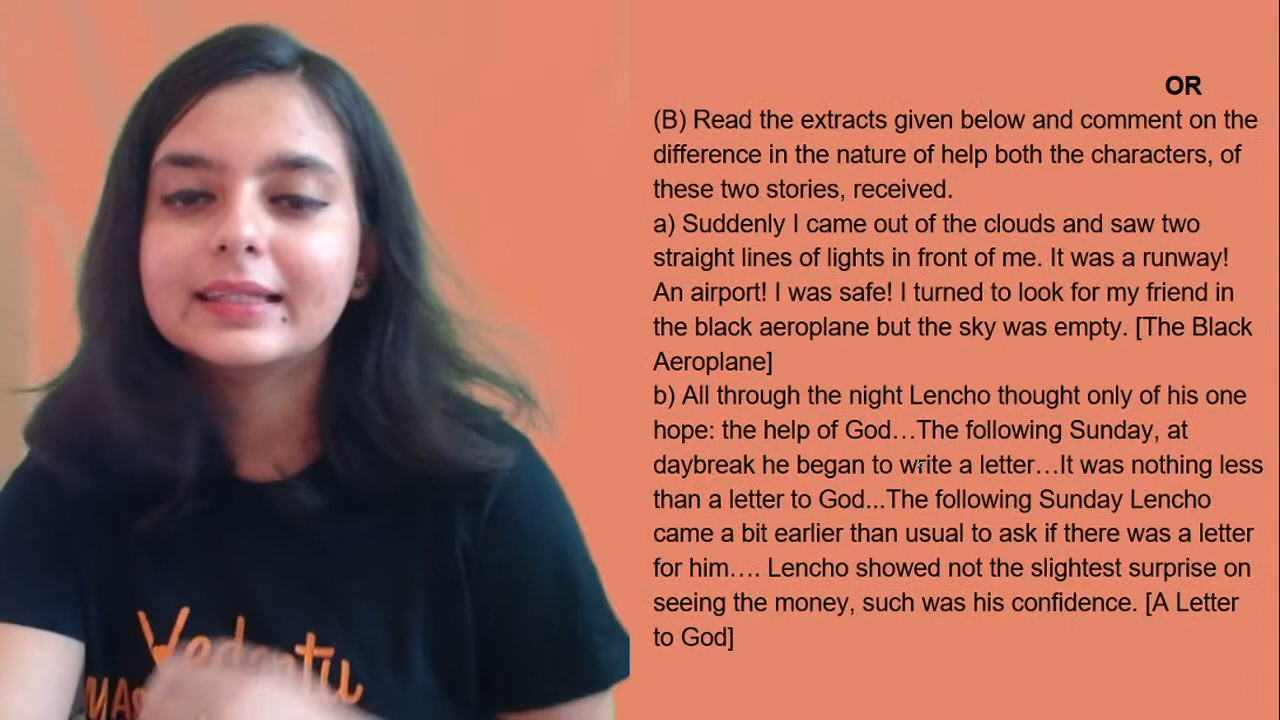 OR
(B) Read the extracts given below and comment on the
difference in the nature of help both the characters, of
these two stories, received.
a) Suddenly I came out of the clouds and saw two
straight lines of lights in front of me. It was a runway!
An airport! I was safe! I turned to look for my friend in
the black aeroplane but the sky was empty. [The Black
Aeroplane]
b) All through the night Lencho thought only of his one
hope: the help of God…The following Sunday, at
daybreak he began to write a letter…It was nothing less
than a letter to God...The following Sunday Lencho
came a bit earlier than usual to ask if there was a letter
for him…. Lencho showed not the slightest surprise on
seeing the money, such was his confidence. [A Letter
to God]
Vedantu